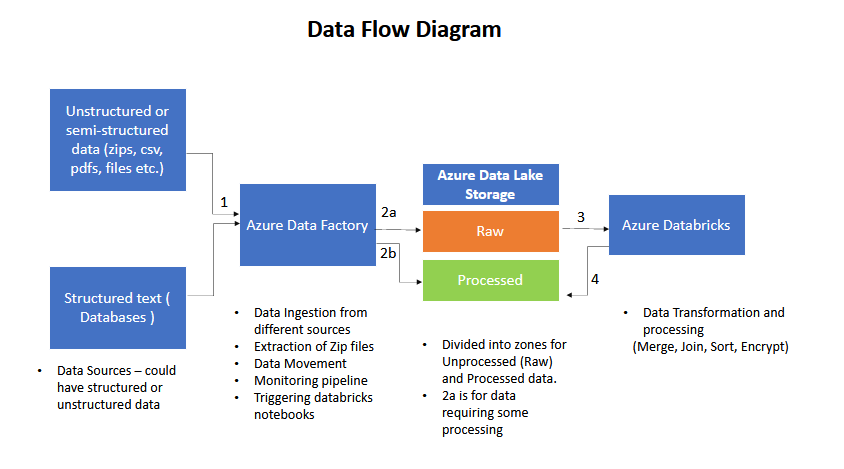 Data Flow Diagram
Unstructured or
semi-structured
data (zips, csv,
pdfs, files etc.)
1
Azure Data Factory
Structured text (
Databases )
• Data Sources – could
have structured or
unstructured data
• Data Ingestion from
different sources
• Extraction of Zip files
• Data Movement
• Monitoring pipeline
• Triggering databricks
notebooks
2a
2b
Azure Data Lake
Storage
Raw
Processed
• Divided into zones for
Unprocessed (Raw)
and Processed data.
• 2a is for data
requiring some
processing
3
4
Azure Databricks
• Data Transformation and
processing
(Merge, Join, Sort, Encrypt)